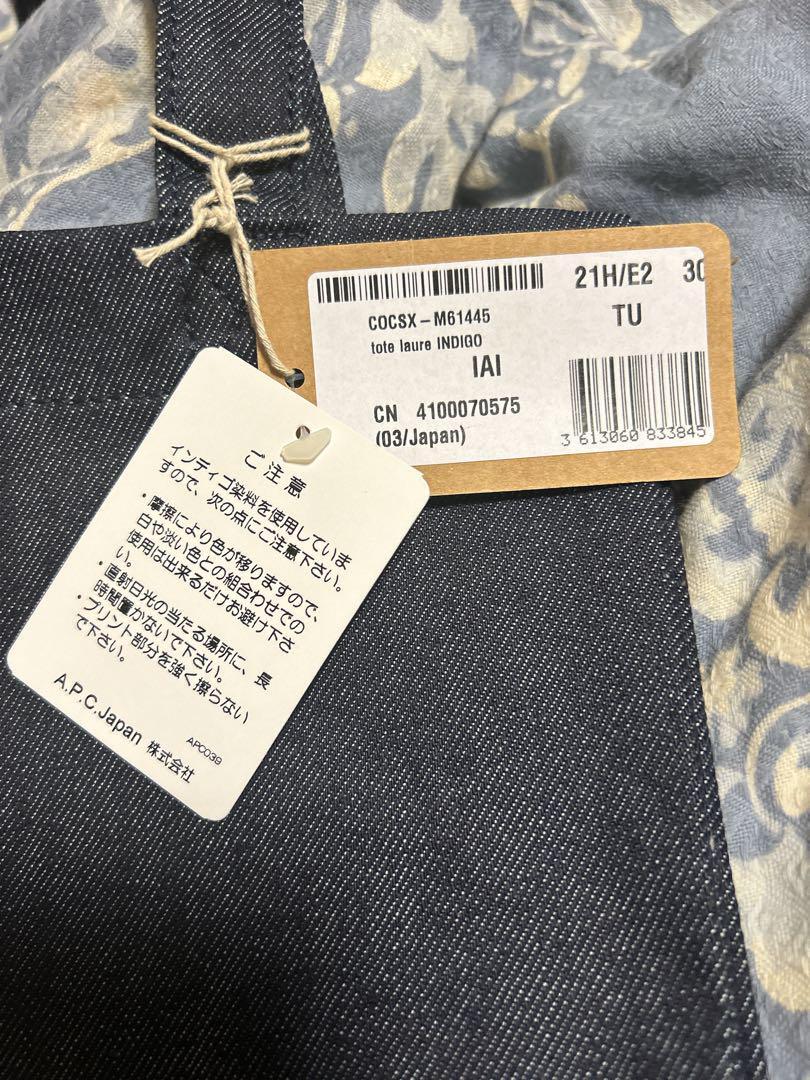 21H/E2 30
COCSX-M61445
TU
tote laure INDIGO
IAI
CN 4100070575
(03/Japan)
3 613060 833845
ご注意
インディゴ染料を使用していま
すので、次の点にご注意下さい。
・摩擦により色が移りますので、
白や淡い色との組合わせでの
使用は出来るだけお避け下さ
い。
・直射日光の当たる場所に、長
時間置かないで下さい。
・プリント部分を強く擦らない
で下さい。
APC039
A.P.C.Japan 株式会社